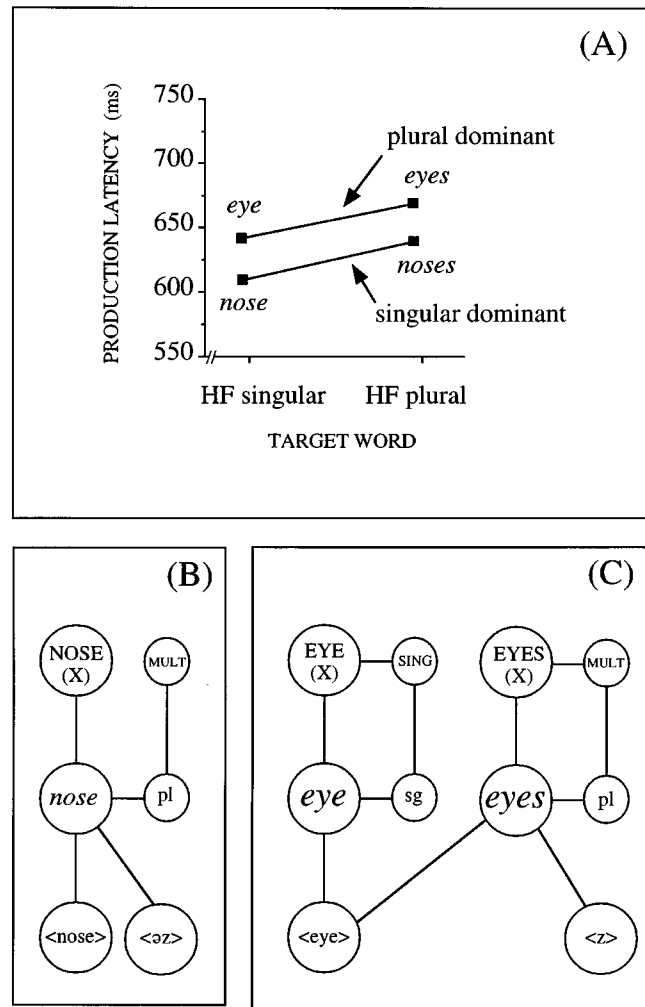 (A)
PRODUCTION LATENCY (ms)
750
700
650
600
550
plural dominant
eye
eyes
nose
noses
singular dominant
HF singular
HF plural
TARGET WORD
(B)
NOSE
(X)
MULT
nose
pl
<nose>
<əz>
(C)
EYE
(X)
SING
EYES
(X)
MULT
eye
sg
eyes
pl
<eye>
<z>